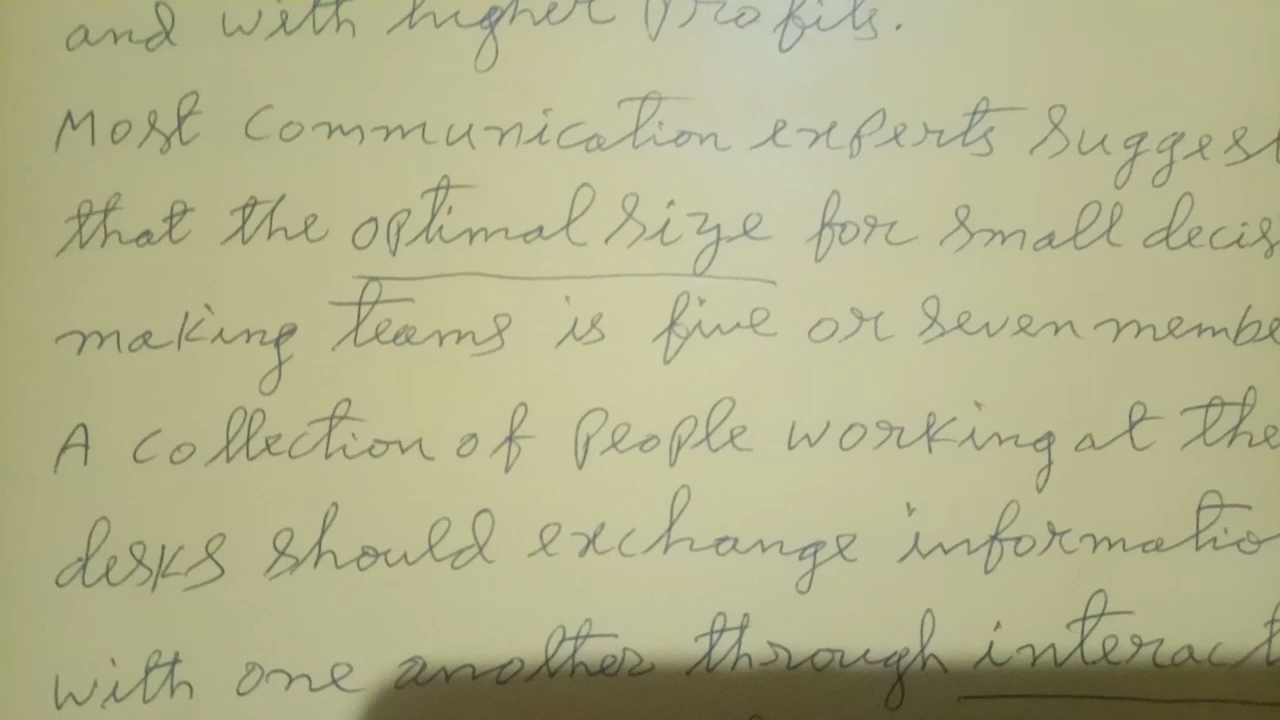 and with higher profits.
Most communication experts suggest
that the optimal size for small decis
making teams is five or seven membe
A collection of people working at the
desks should exchange informatio
with one another through interact